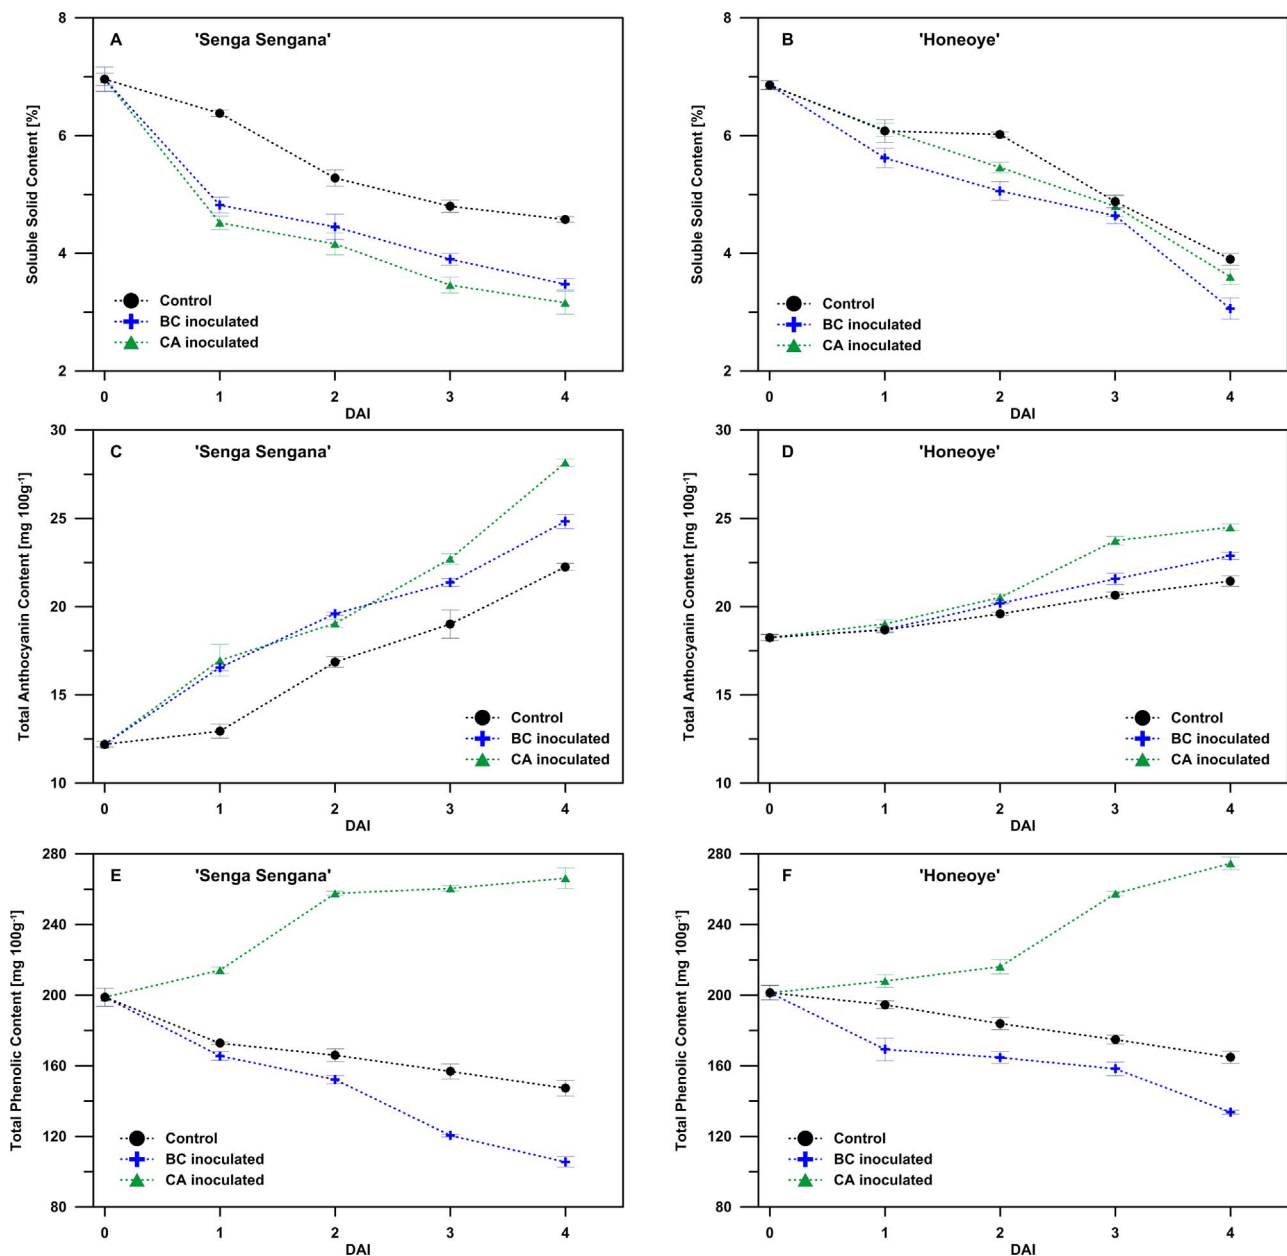 A 'Senga Sengana'
Soluble Solid Content [%]
8
6
4
2
Control
BC inoculated
CA inoculated
0 1 2 3 4
DAI
B 'Honeoye'
Soluble Solid Content [%]
8
6
4
2
Control
BC inoculated
CA inoculated
0 1 2 3 4
DAI
C 'Senga Sengana'
Total Anthocyanin Content [mg 100g⁻¹]
30
25
20
15
10
Control
BC inoculated
CA inoculated
0 1 2 3 4
DAI
D 'Honeoye'
Total Anthocyanin Content [mg 100g⁻¹]
30
25
20
15
10
Control
BC inoculated
CA inoculated
0 1 2 3 4
DAI
E 'Senga Sengana'
Total Phenolic Content [mg 100g⁻¹]
280
240
200
160
120
80
Control
BC inoculated
CA inoculated
0 1 2 3 4
DAI
F 'Honeoye'
Total Phenolic Content [mg 100g⁻¹]
280
240
200
160
120
80
Control
BC inoculated
CA inoculated
0 1 2 3 4
DAI